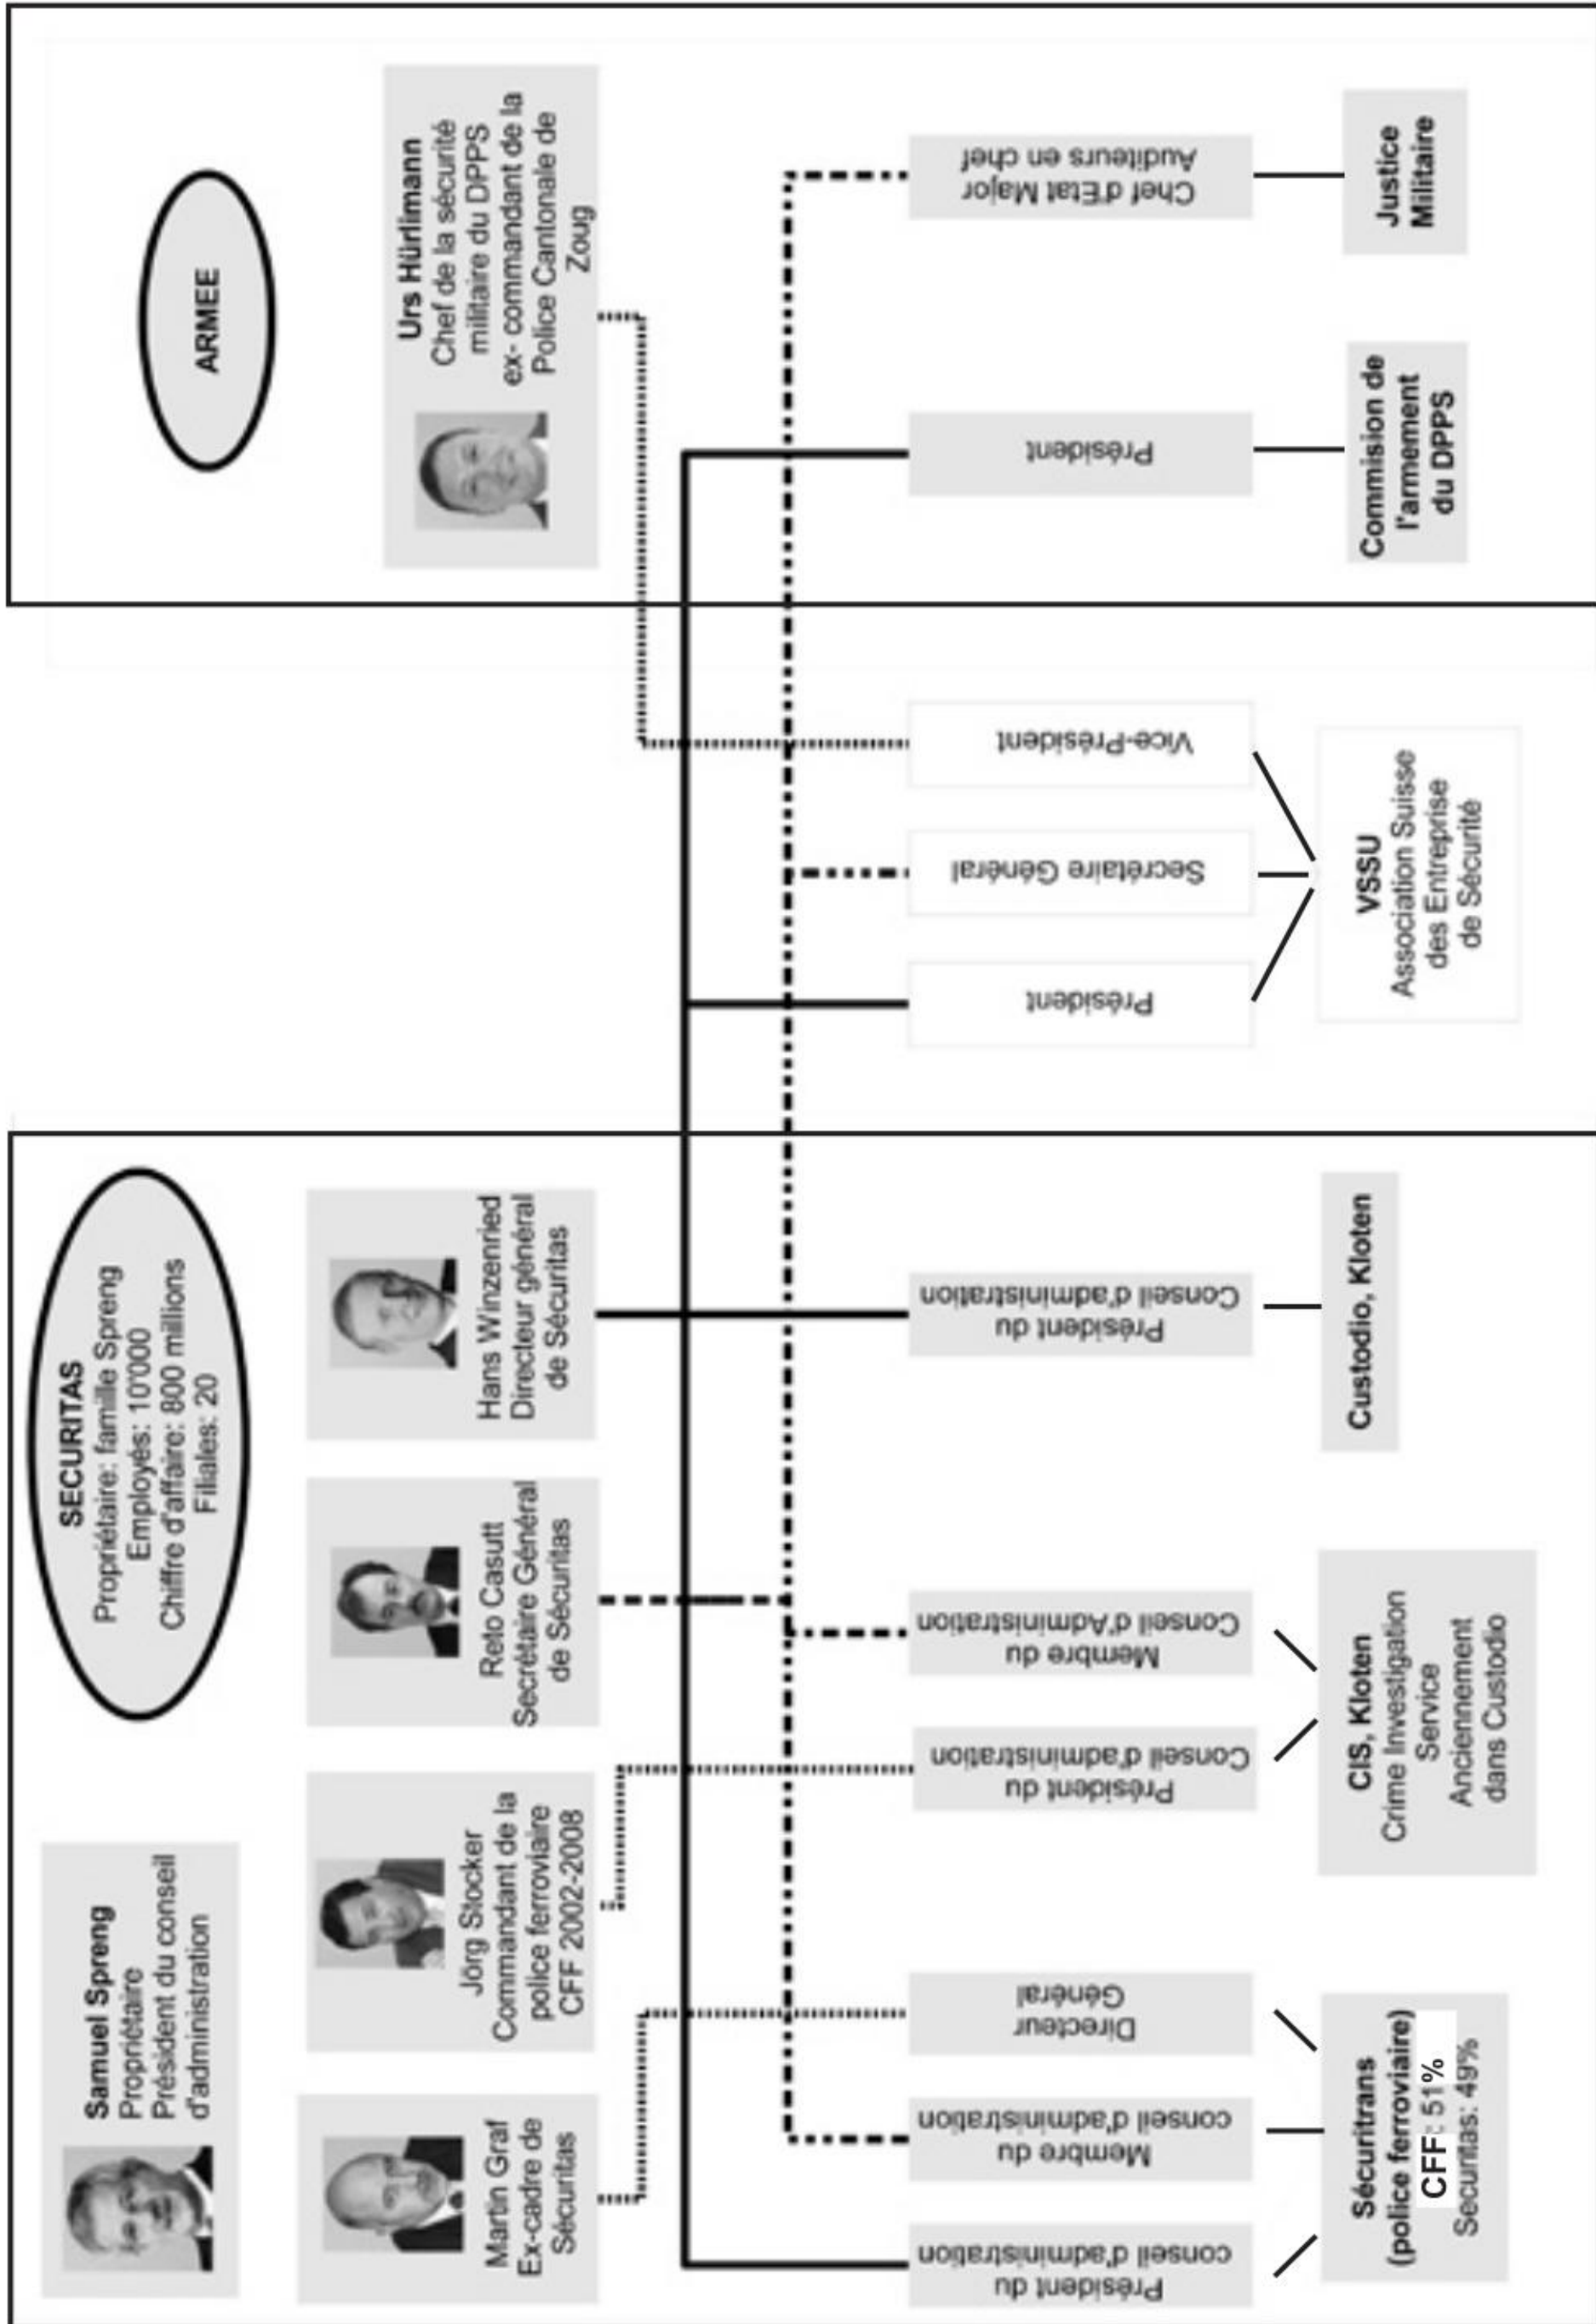 SECURITAS
Propriétaire: famille Spreng
Employés: 10'000
Chiffre d'affaire: 800 millions
Filiales: 20
Samuel Spreng
Propriétaire
Président du conseil
d'administration
Martin Graf
Ex-cadre de
Sécuritas
Jörg Stocker
Commandant de la
police ferroviaire
CFF 2002-2008
Reto Casutt
Secrétaire Général
de Sécuritas
Hans Winzenried
Directeur général
de Sécuritas
ARMEE
Urs Hürlimann
Chef de la sécurité
militaire du DPPS
ex- commandant de la
Police Cantonale de
Zoug
Président du
conseil d'administration
Membre du
conseil d'administration
Directeur
Général
Président du
Conseil d'administration
Membre du
Conseil d'Administration
Président du
Conseil d'administration
Président
Secrétaire Général
Vice-Président
Président
Chef d'Etat Major
Auditeurs en chef
Sécuritrans
(police ferroviaire)
CFF: 51%
Securitas: 49%
CIS, Kloten
Crime Investigation
Service
Anciennement
dans Custodio
Custodio, Kloten
VSSU
Association Suisse
des Entreprise
de Sécurité
Commision de
l'armement
du DPPS
Justice
Militaire